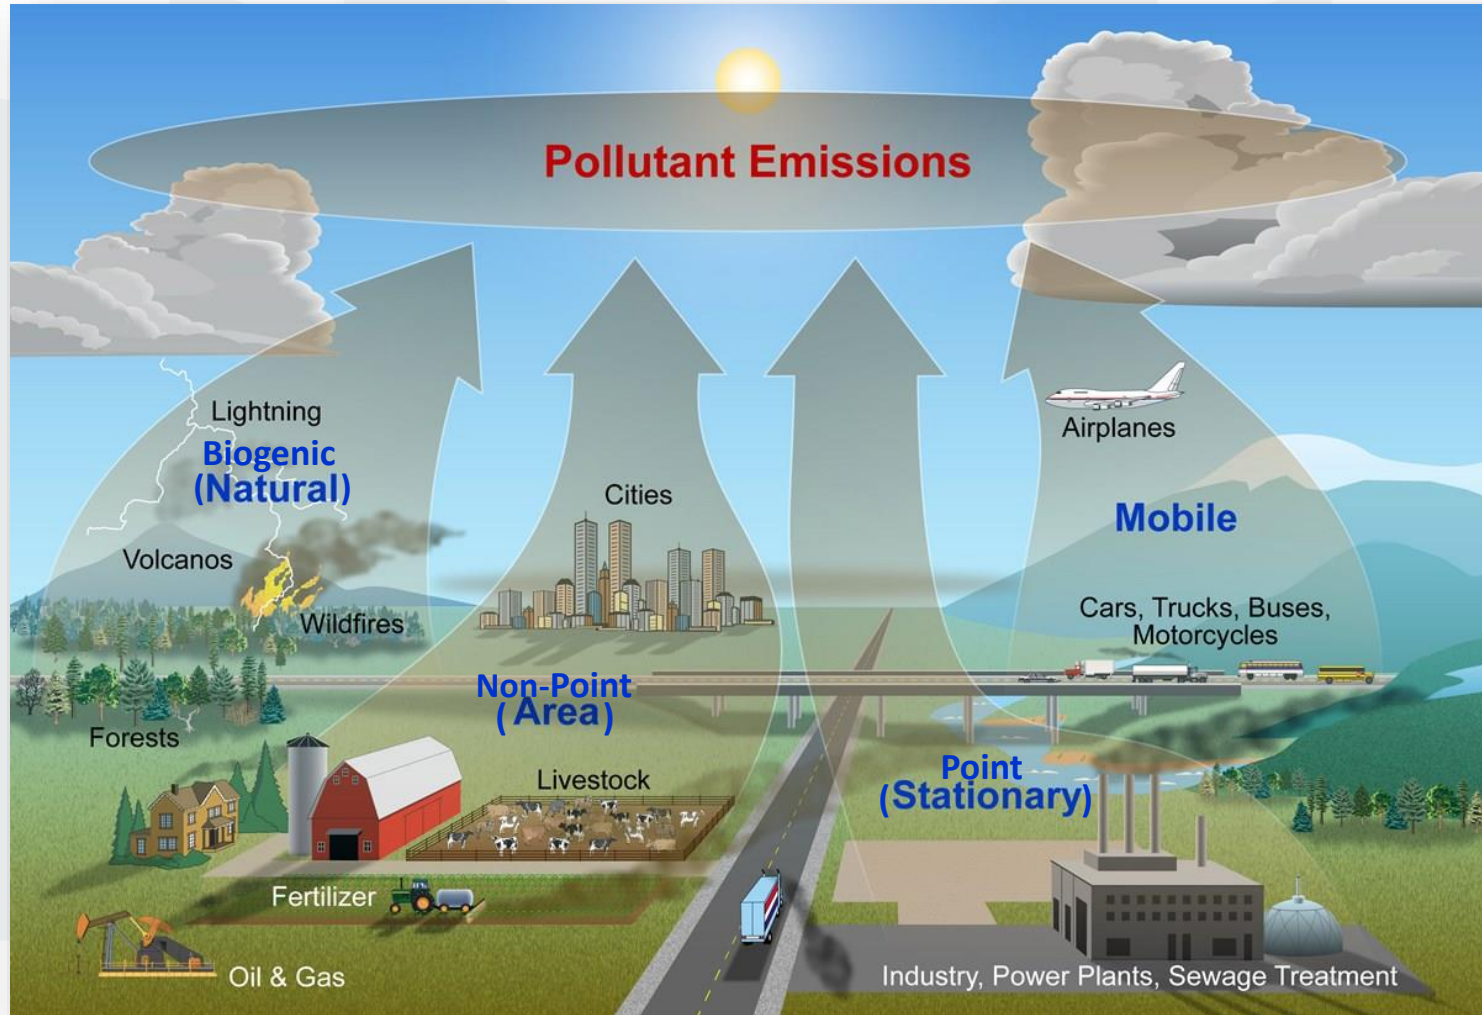 Pollutant Emissions
Lightning
Biogenic
(Natural)
Volcanos
Wildfires
Forests
Cities
Non-Point
(Area)
Livestock
Fertilizer
Oil & Gas
Airplanes
Mobile
Cars, Trucks, Buses,
Motorcycles
Point
(Stationary)
Industry, Power Plants, Sewage Treatment